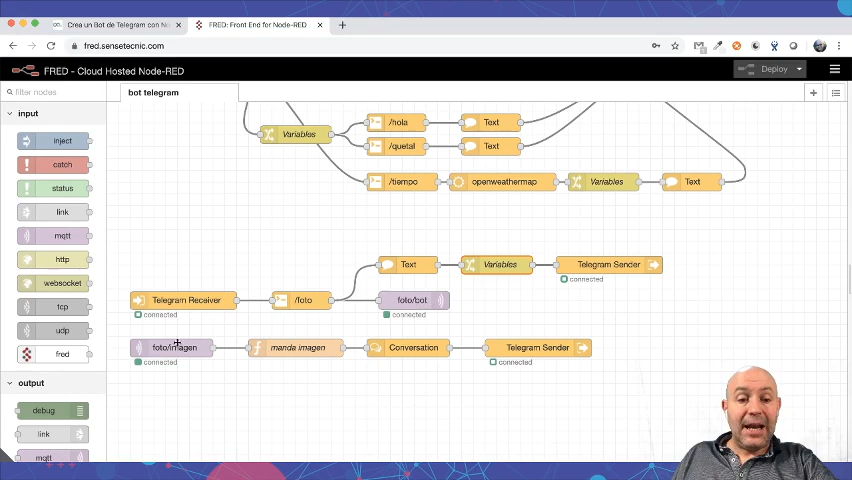 Crea un Bot de Telegram con No
FRED: Front End for Node-RED
fred.sensetecnic.com
FRED - Cloud Hosted Node-RED
Deploy
filter nodes
bot telegram
input
inject
catch
status
link
mqtt
http
websocket
tcp
udp
fred
output
debug
link
mqtt
Variables
/hola
Text
/quetal
Text
/tiempo
openweathermap
Variables
Text
Text
Variables
Telegram Sender
connected
Telegram Receiver
/foto
foto/bot
connected
connected
foto/imagen
manda imagen
Conversation
Telegram Sender
connected
connected